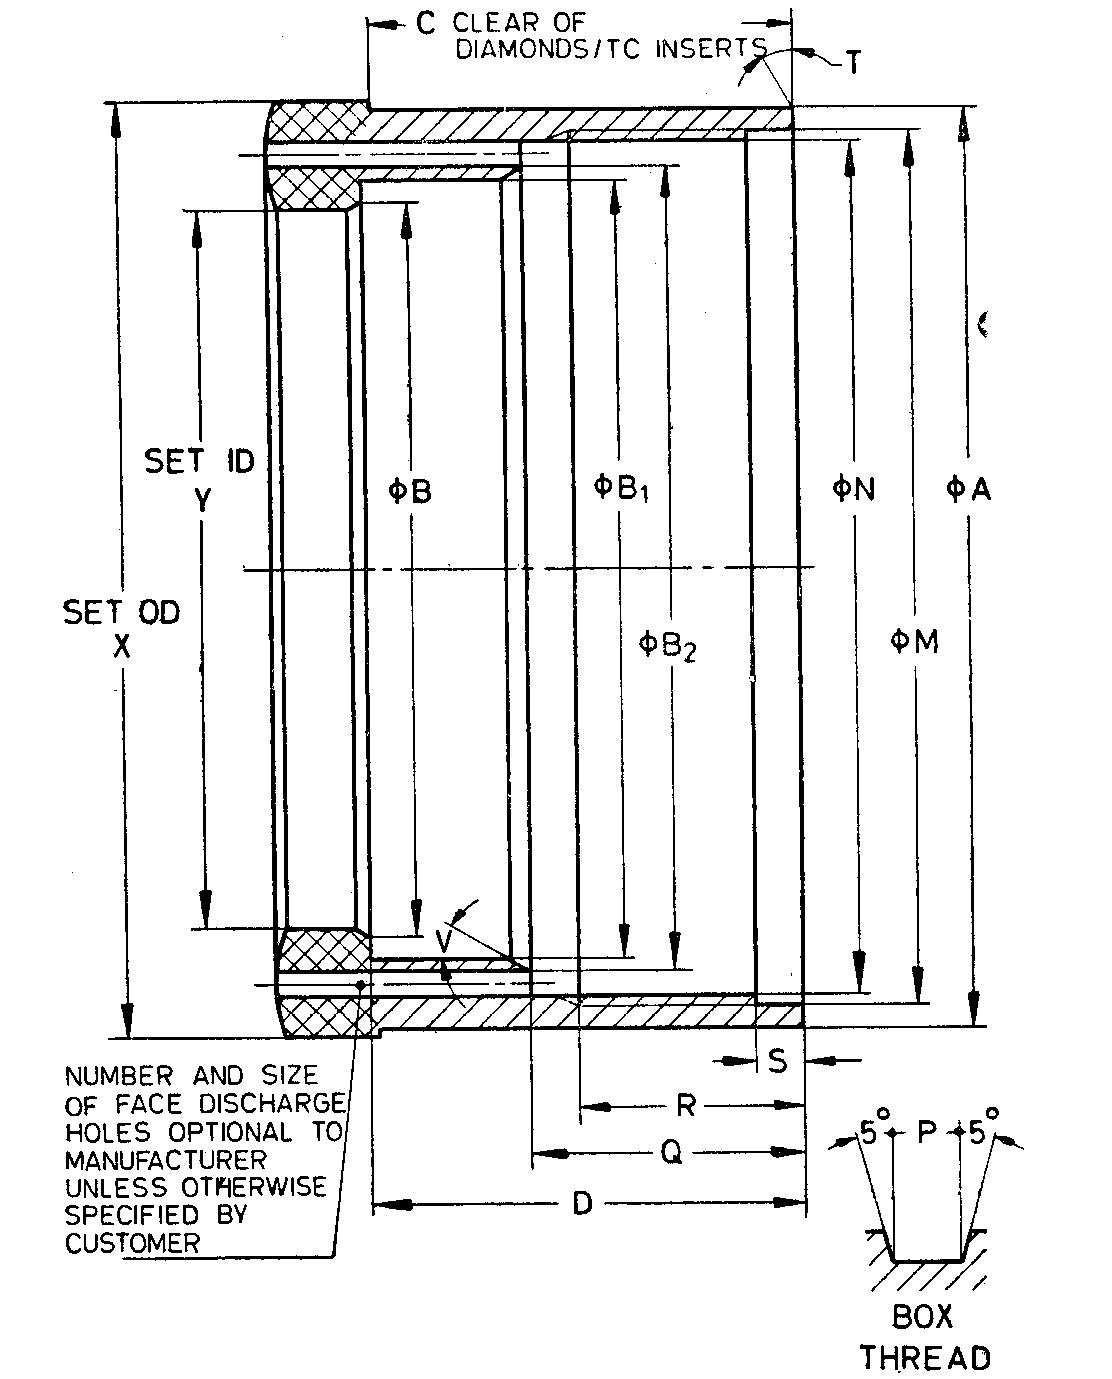 C CLEAR OF
DIAMONDS/TC INSERTS
T
SET ID
Y
ϕB
ϕB1
ϕN
ϕA
SET OD
X
ϕB2
ϕM
V
S
NUMBER AND SIZE
OF FACE DISCHARGE
HOLES OPTIONAL TO
MANUFACTURER
UNLESS OTHERWISE
SPECIFIED BY
CUSTOMER
R
Q
D
5° P 5°
BOX
THREAD